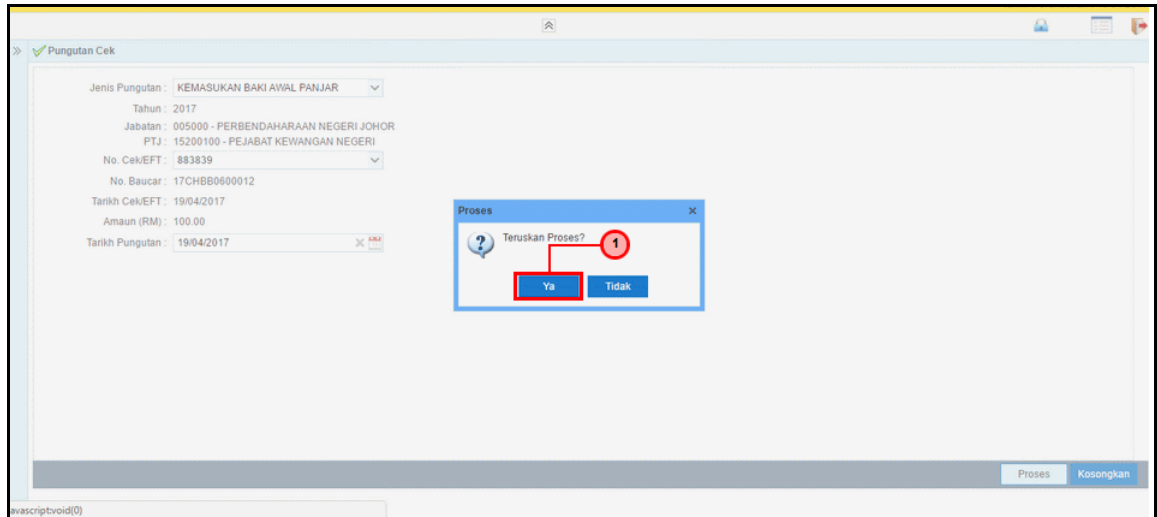 Pungutan Cek
Jenis Pungutan : KEMASUKAN BAKI AWAL PANJAR
Tahun : 2017
Jabatan : 005000 - PERBENDAHARAAN NEGERI JOHOR
PTJ : 15200100 - PEJABAT KEWANGAN NEGERI
No. Cek/EFT : 883839
No. Baucar : 17CHBB0600012
Tarikh Cek/EFT : 19/04/2017
Amaun (RM) : 100.00
Tarikh Pungutan : 19/04/2017
Proses
Teruskan Proses?
1
Ya Tidak
Proses Kosongkan
avascript:void(0)